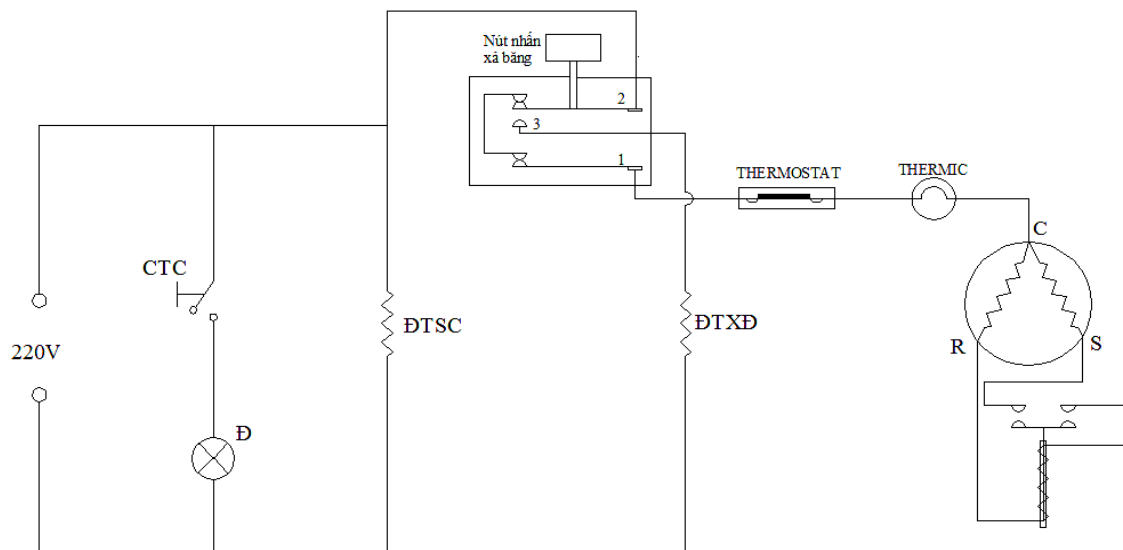 Nút nhấn
xả băng
2
3
1
THERMOSTAT
THERMIC
C
CTC
220V
ĐTSC
ĐTXĐ
R
S
Đ